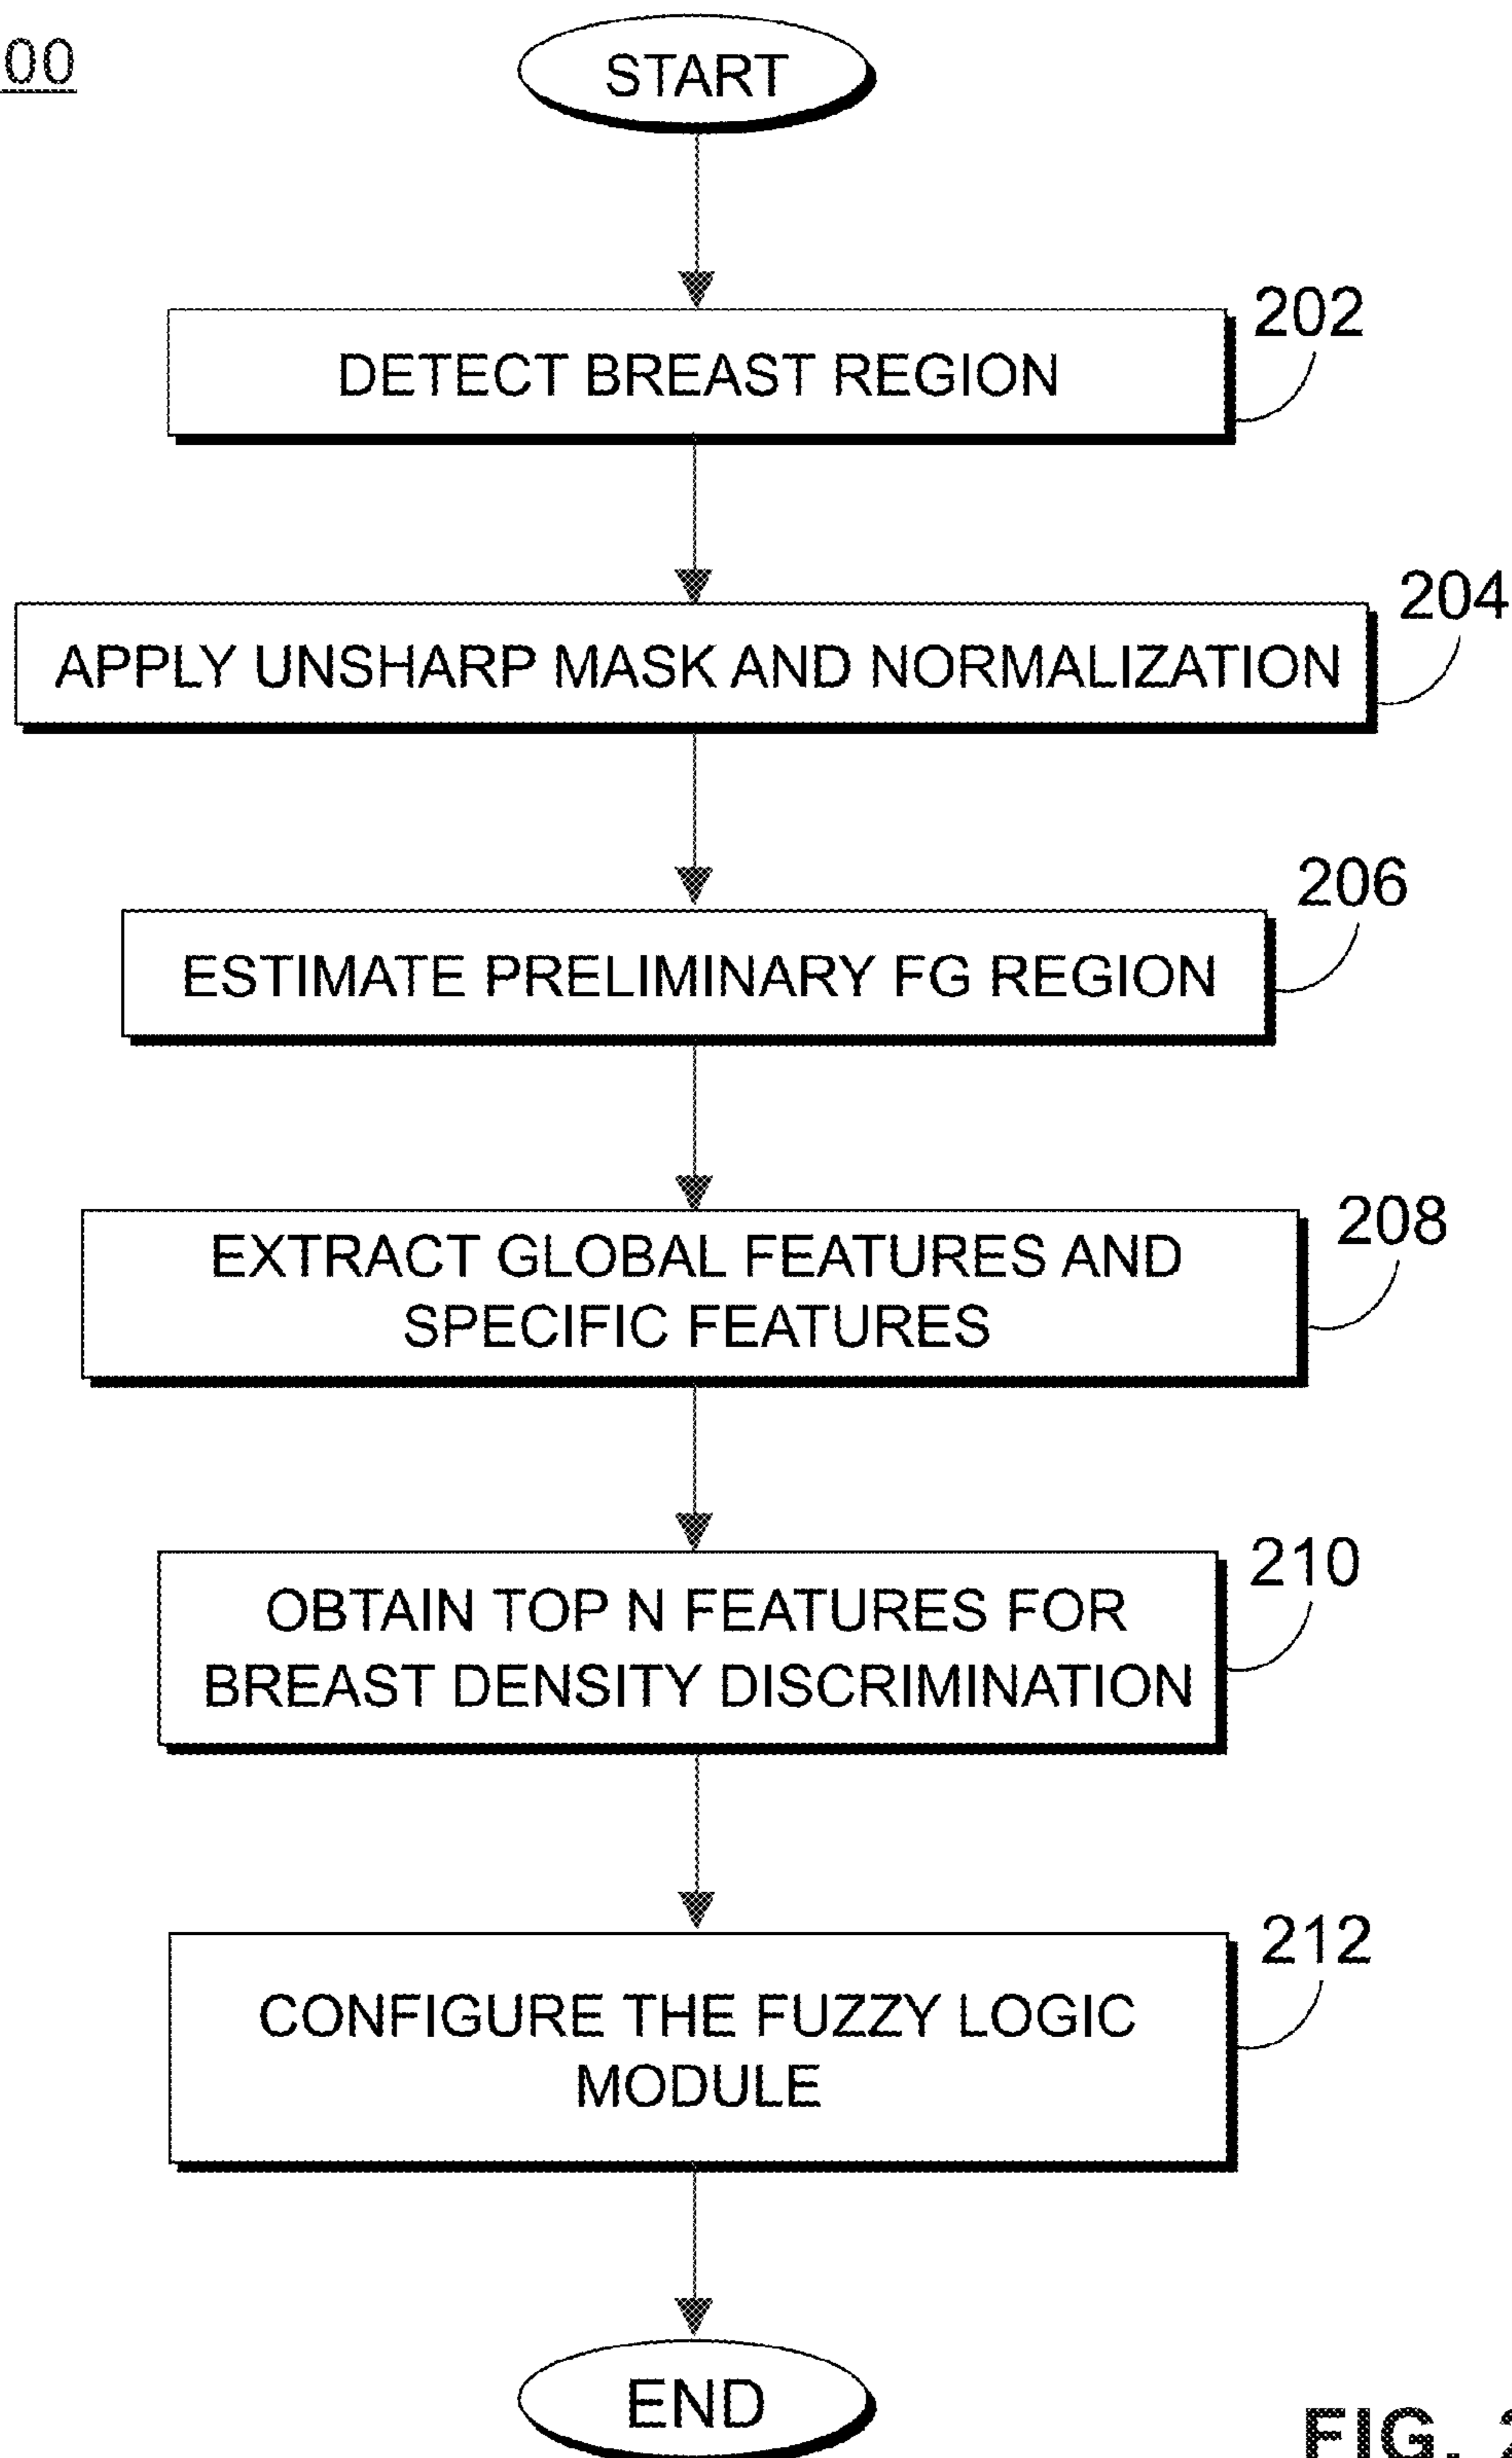 00
START
202
DETECT BREAST REGION
204
APPLY UNSHARP MASK AND NORMALIZATION
206
ESTIMATE PRELIMINARY FG REGION
208
EXTRACT GLOBAL FEATURES AND
SPECIFIC FEATURES
210
OBTAIN TOP N FEATURES FOR
BREAST DENSITY DISCRIMINATION
212
CONFIGURE THE FUZZY LOGIC
MODULE
END
FIG.